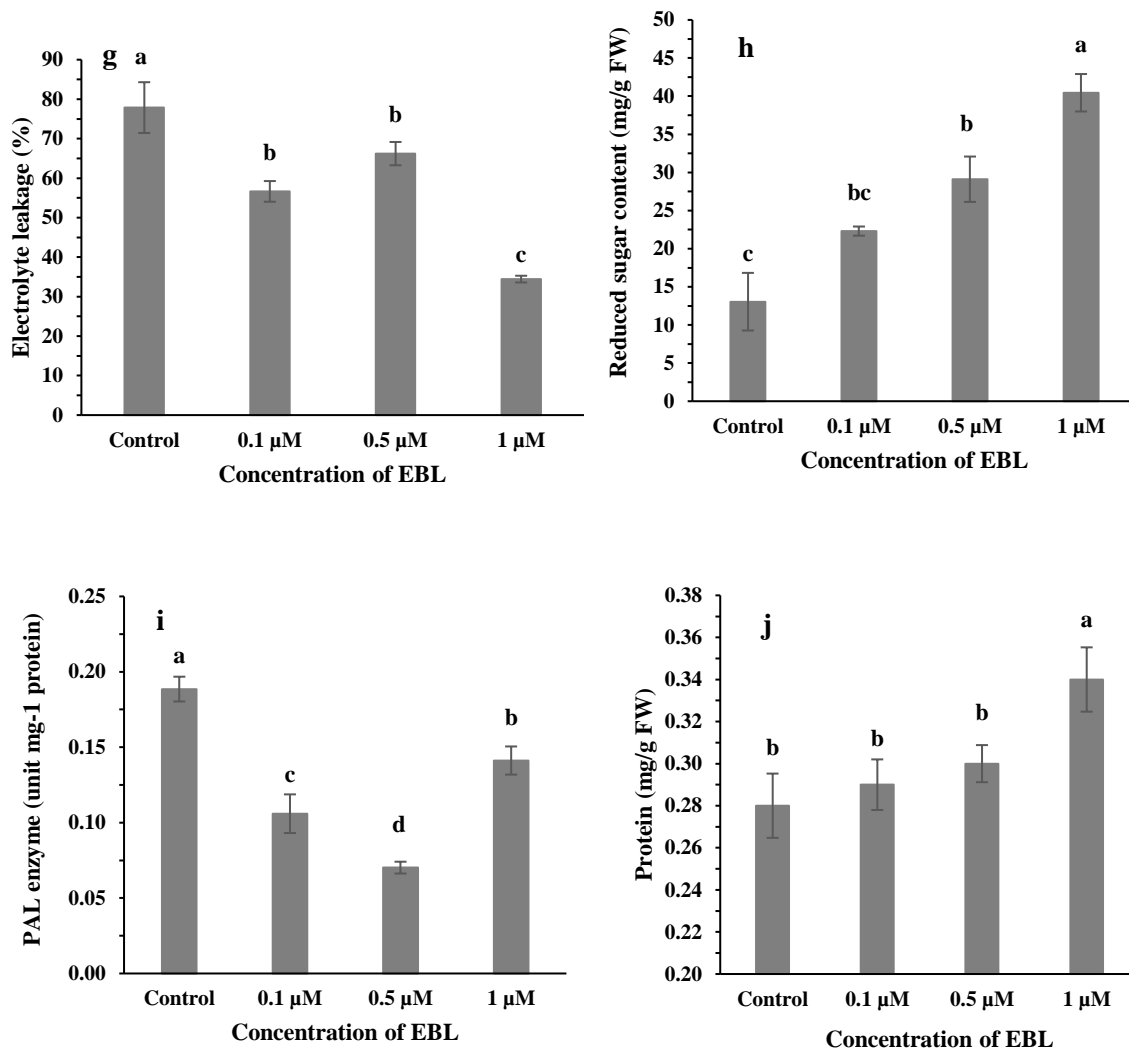 g
a
b
b
c
90
80
70
60
50
40
30
20
10
0
Electrolyte leakage (%)
Control 0.1 µM 0.5 µM 1 µM
Concentration of EBL
h
a
b
bc
c
50
45
40
35
30
25
20
15
10
5
0
Reduced sugar content (mg/g FW)
Control 0.1 µM 0.5 µM 1 µM
Concentration of EBL
i
a
b
c
d
0.25
0.20
0.15
0.10
0.05
0.00
PAL enzyme (unit mg-1 protein)
Control 0.1 µM 0.5 µM 1 µM
Concentration of EBL
j
a
b
b
b
0.38
0.36
0.34
0.32
0.30
0.28
0.26
0.24
0.22
0.20
Protein (mg/g FW)
Control 0.1 µM 0.5 µM 1 µM
Concentration of EBL